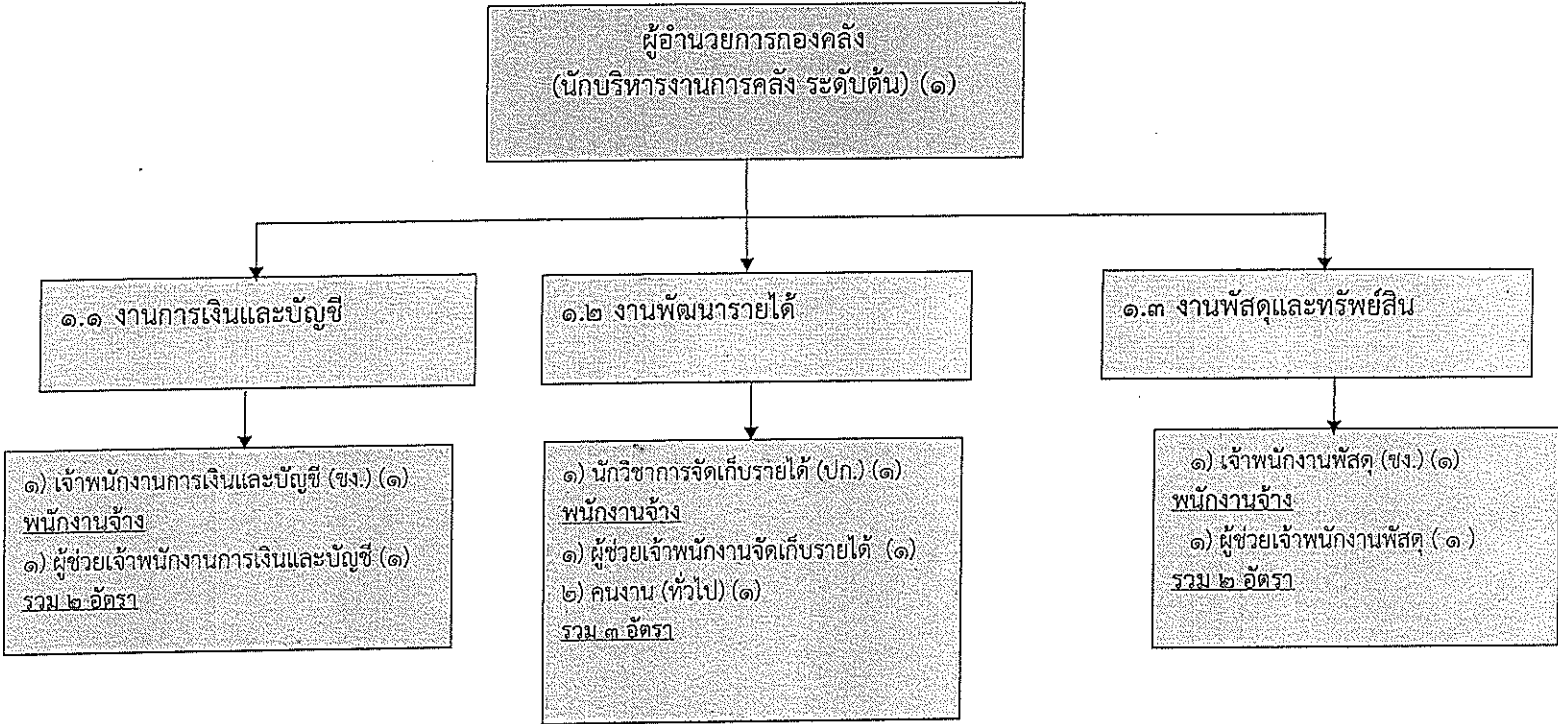 ผู้อำนวยการกองคลัง
(นักบริหารงานการคลัง ระดับต้น) (๑)
๑.๑ งานการเงินและบัญชี
๑) เจ้าพนักงานการเงินและบัญชี (ชง.) (๑)
พนักงานจ้าง
๑) ผู้ช่วยเจ้าพนักงานการเงินและบัญชี (๑)
รวม ๒ อัตรา
๑.๒ งานพัฒนารายได้
๑) นักวิชาการจัดเก็บรายได้ (ปก.) (๑)
พนักงานจ้าง
๑) ผู้ช่วยเจ้าพนักงานจัดเก็บรายได้ (๑)
๒) คนงาน (ทั่วไป) (๑)
รวม ๓ อัตรา
๑.๓ งานพัสดุและทรัพย์สิน
๑) เจ้าพนักงานพัสดุ (ชง.) (๑)
พนักงานจ้าง
๑) ผู้ช่วยเจ้าพนักงานพัสดุ ( ๑ )
รวม ๒ อัตรา